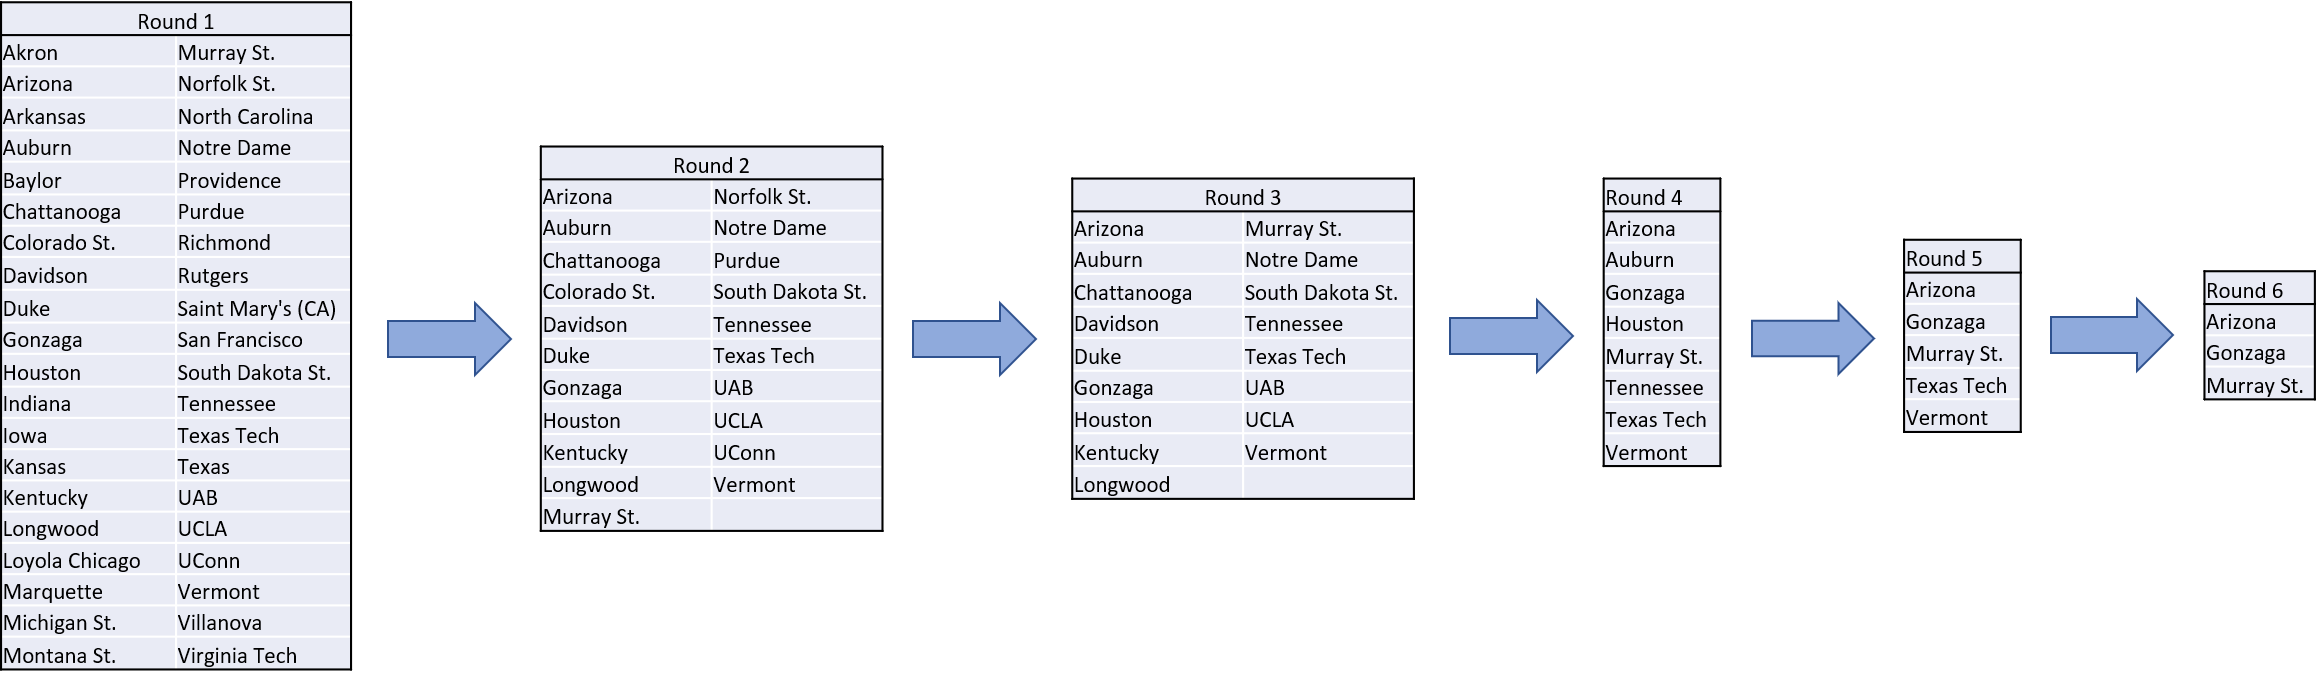 Round 1
Akron Murray St.
Arizona Norfolk St.
Arkansas North Carolina
Auburn Notre Dame
Baylor Providence
Chattanooga Purdue
Colorado St. Richmond
Davidson Rutgers
Duke Saint Mary's (CA)
Gonzaga San Francisco
Houston South Dakota St.
Indiana Tennessee
Iowa Texas Tech
Kansas Texas
Kentucky UAB
Longwood UCLA
Loyola Chicago UConn
Marquette Vermont
Michigan St. Villanova
Montana St. Virginia Tech
Round 2
Arizona Norfolk St.
Auburn Notre Dame
Chattanooga Purdue
Colorado St. South Dakota St.
Davidson Tennessee
Duke Texas Tech
Gonzaga UAB
Houston UCLA
Kentucky UConn
Longwood Vermont
Murray St.
Round 3
Arizona Murray St.
Auburn Notre Dame
Chattanooga South Dakota St.
Davidson Tennessee
Duke Texas Tech
Gonzaga UAB
Houston UCLA
Kentucky Vermont
Longwood
Round 4
Arizona
Auburn
Gonzaga
Houston
Murray St.
Tennessee
Texas Tech
Vermont
Round 5
Arizona
Gonzaga
Murray St.
Texas Tech
Vermont
Round 6
Arizona
Gonzaga
Murray St.